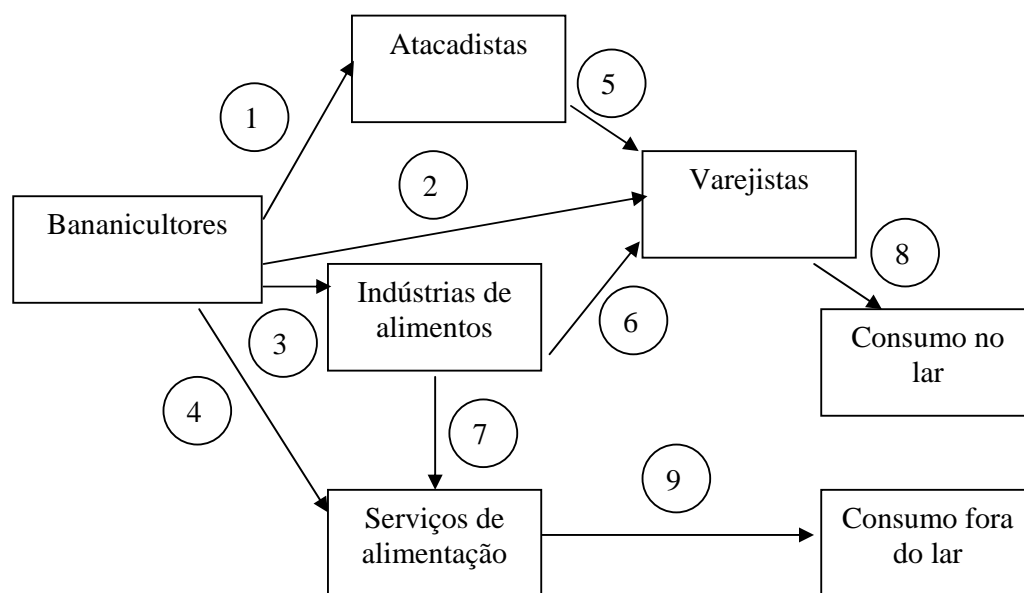 Atacadistas
5
1
2
Varejistas
Bananicultores
8
Indústrias de
alimentos
6
3
Consumo no
lar
4
7
9
Serviços de
alimentação
Consumo fora
do lar